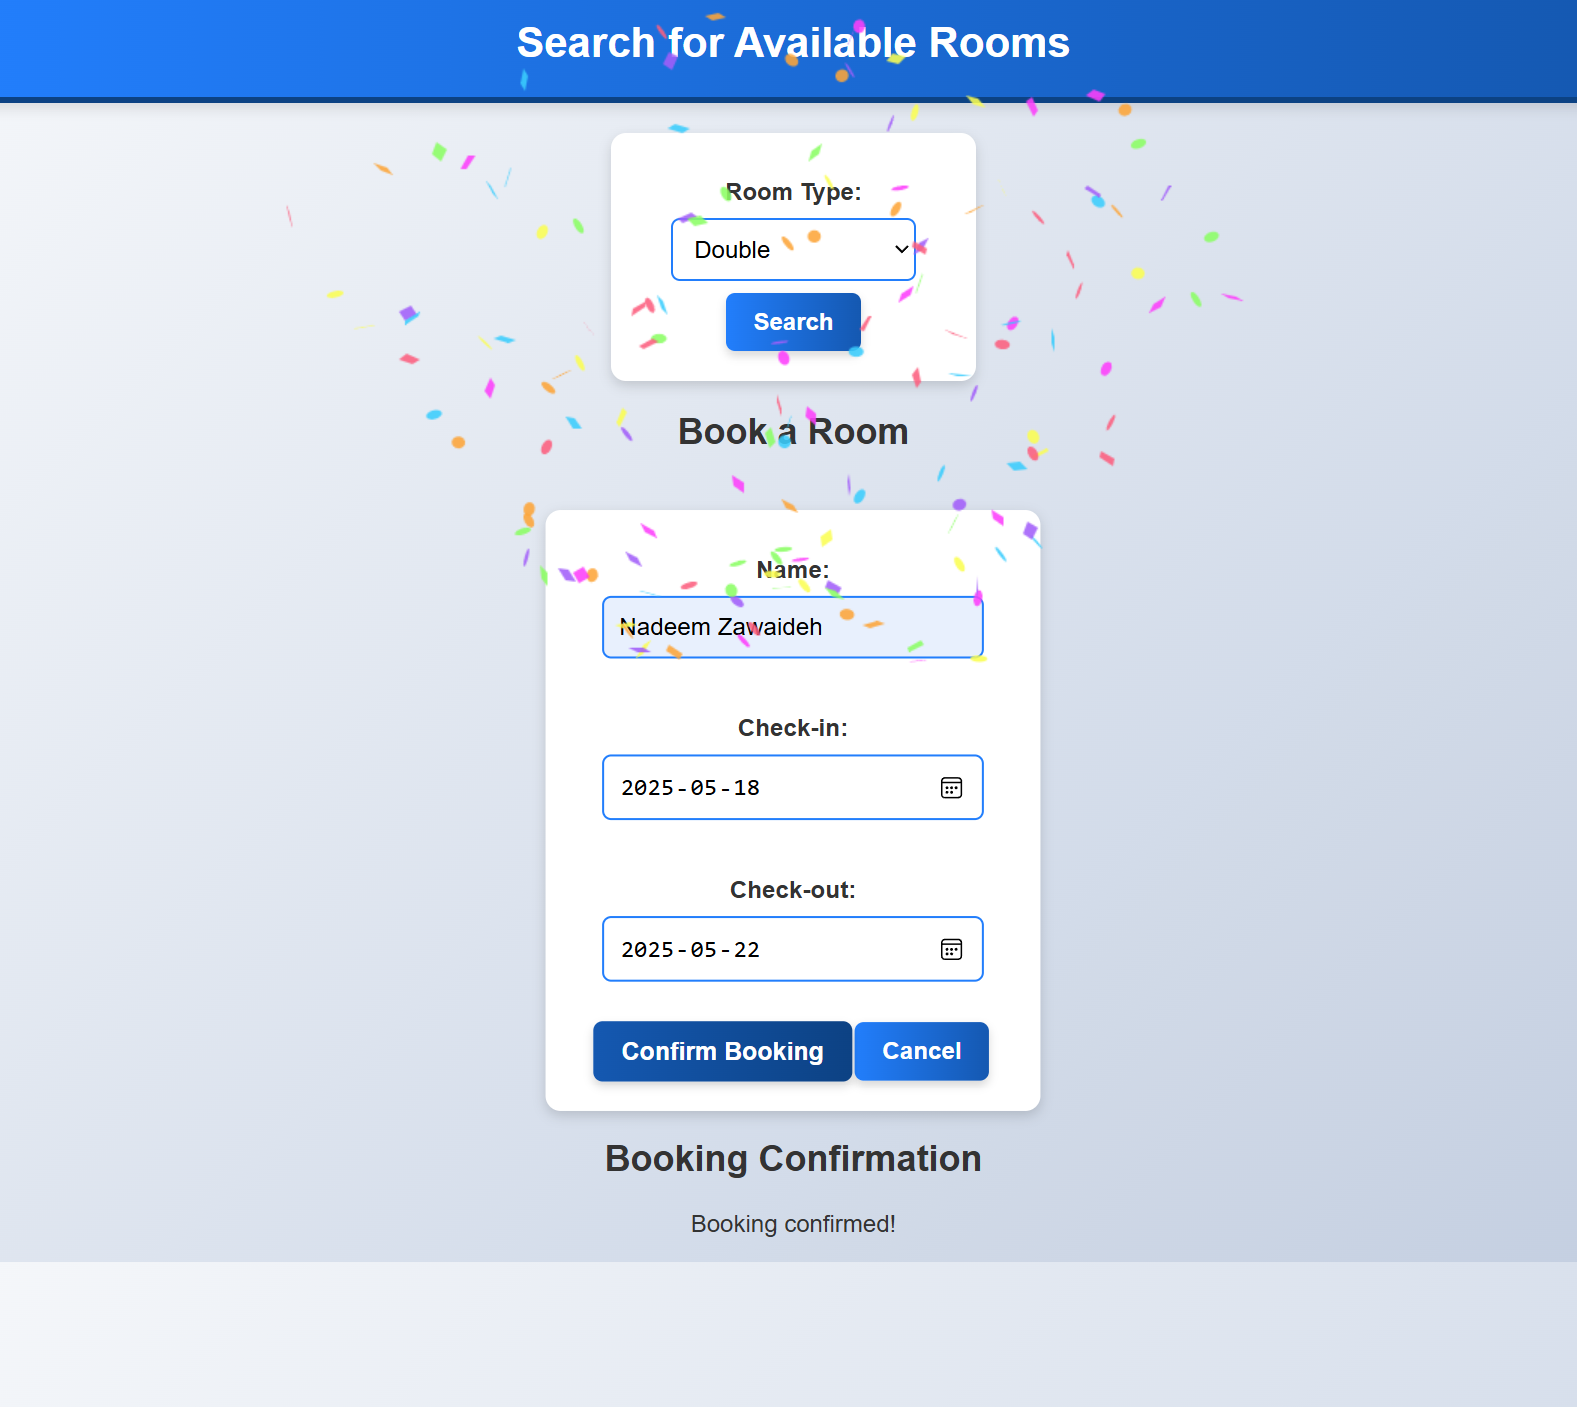 Search for Available Rooms
Room Type:
Double
Search
Book a Room
Name:
Nadeem Zawaideh
Check-in:
2025-05-18
Check-out:
2025-05-22
Confirm Booking Cancel
Booking Confirmation
Booking confirmed!